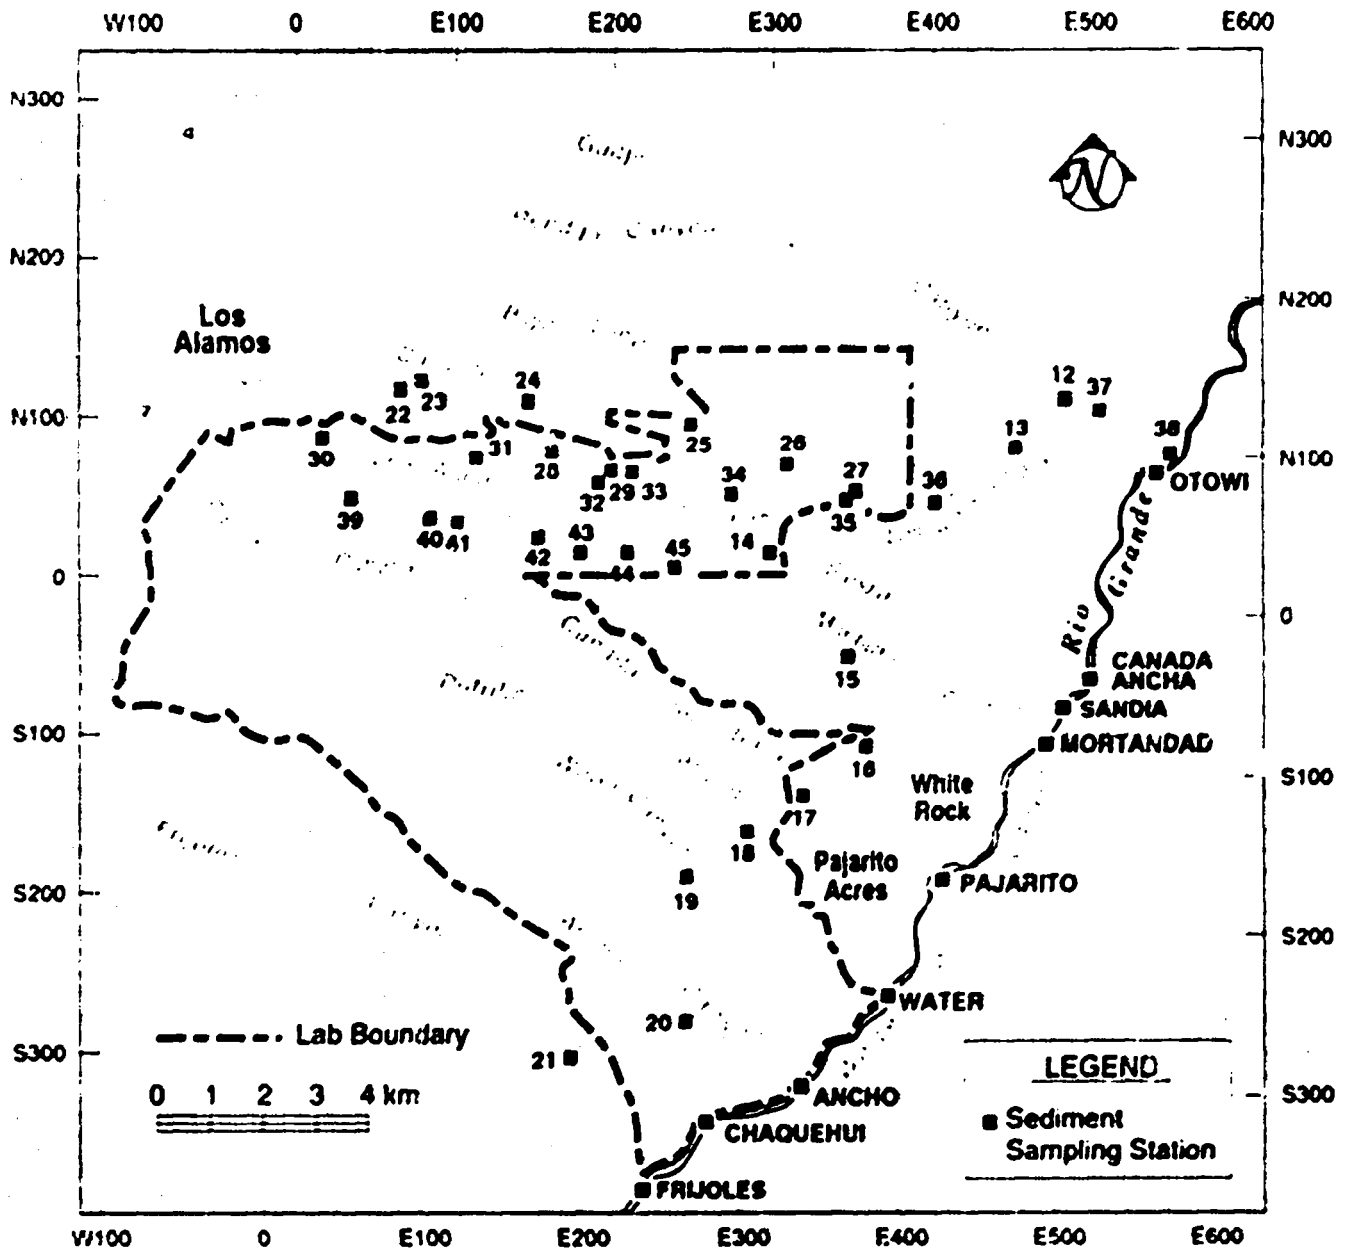 W100 0 E100 E200 E300 E400 E500 E600
N300
N300
N200
N200
Los
Alamos
12
37
24
22
23
N100
13
38
25
26
31
30
28
34
27
36
N100
OTOWI
32
29
33
35
39
40
41
43
45
14
42
44
0
0
Rio Grande
15
CANADA
ANCHA
SANDIA
S100
16
MORTANDAD
S100
White
Rock
17
18
Pajarito
Acres
PAJARITO
19
S200
S200
WATER
20
Lab Boundary
21
S300
LEGEND
0 1 2 3 4 km
ANCHO
S300
CHAQUEHUI
Sediment
Sampling Station
FRIJOLES
W100 0 E100 E200 E300 E400 E500 E600